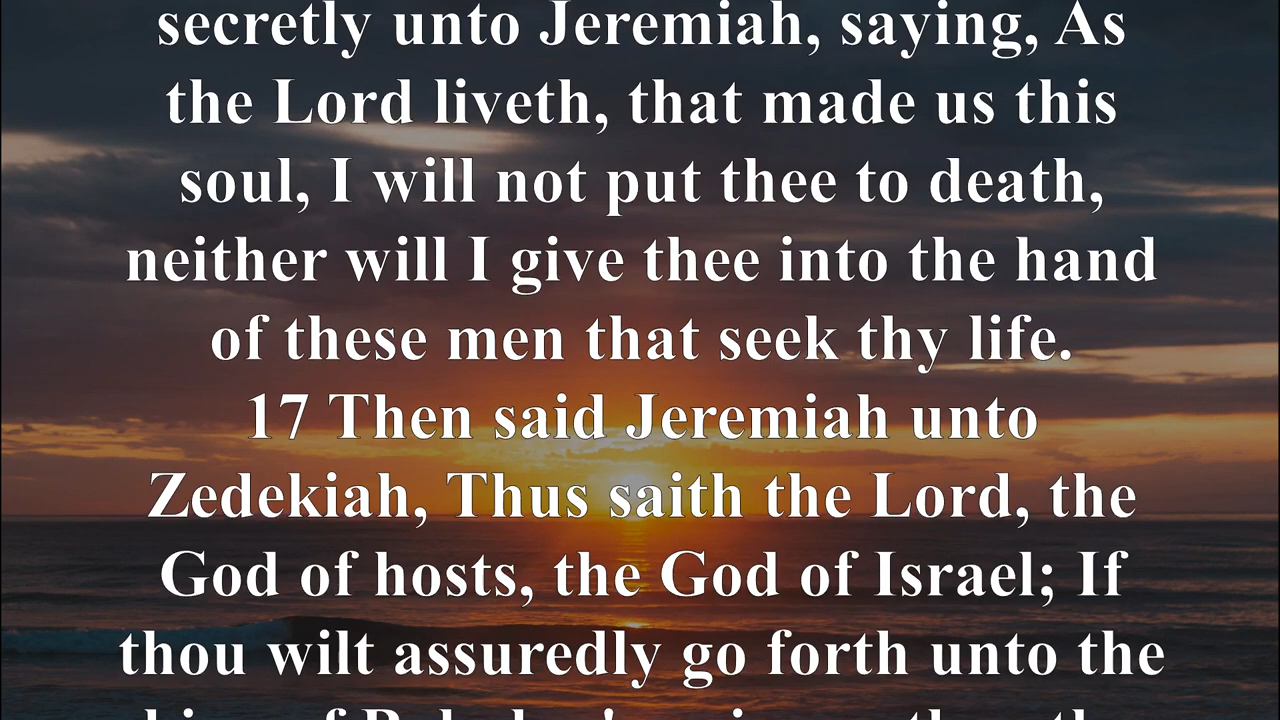 secretly unto Jeremiah, saying, As
the Lord liveth, that made us this
soul, I will not put thee to death,
neither will I give thee into the hand
of these men that seek thy life.
17 Then said Jeremiah unto
Zedekiah, Thus saith the Lord, the
God of hosts, the God of Israel; If
thou wilt assuredly go forth unto the